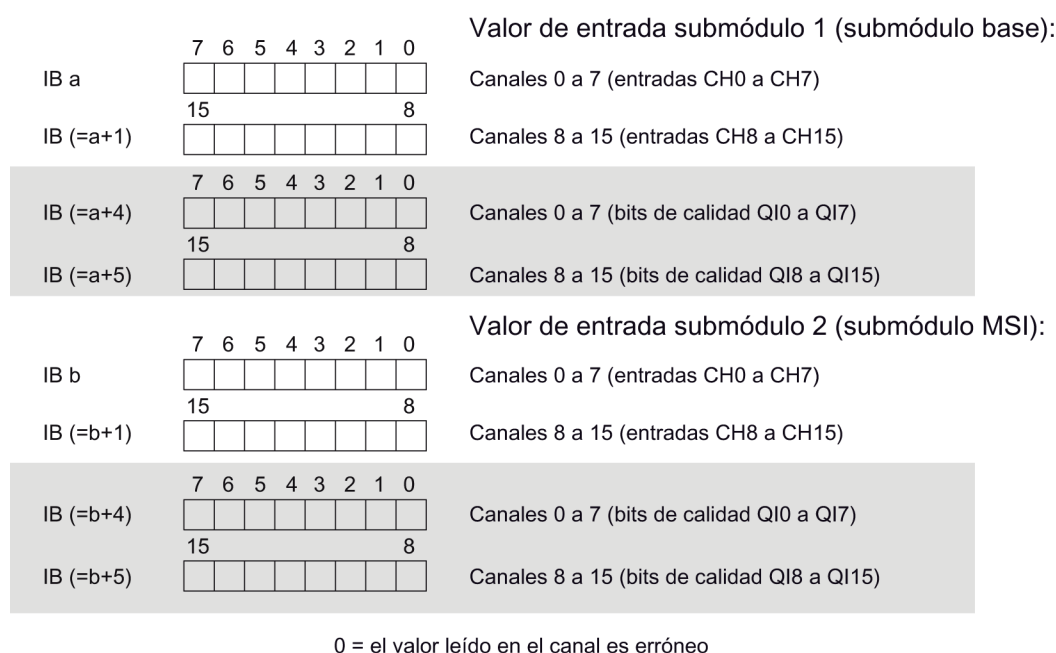 Valor de entrada submódulo 1 (submódulo base):
7 6 5 4 3 2 1 0
IB a Canales 0 a 7 (entradas CH0 a CH7)
15 8
IB (=a+1) Canales 8 a 15 (entradas CH8 a CH15)
7 6 5 4 3 2 1 0
IB (=a+4) Canales 0 a 7 (bits de calidad QI0 a QI7)
15 8
IB (=a+5) Canales 8 a 15 (bits de calidad QI8 a QI15)
Valor de entrada submódulo 2 (submódulo MSI):
7 6 5 4 3 2 1 0
IB b Canales 0 a 7 (entradas CH0 a CH7)
15 8
IB (=b+1) Canales 8 a 15 (entradas CH8 a CH15)
7 6 5 4 3 2 1 0
IB (=b+4) Canales 0 a 7 (bits de calidad QI0 a QI7)
15 8
IB (=b+5) Canales 8 a 15 (bits de calidad QI8 a QI15)
0 = el valor leído en el canal es erróneo